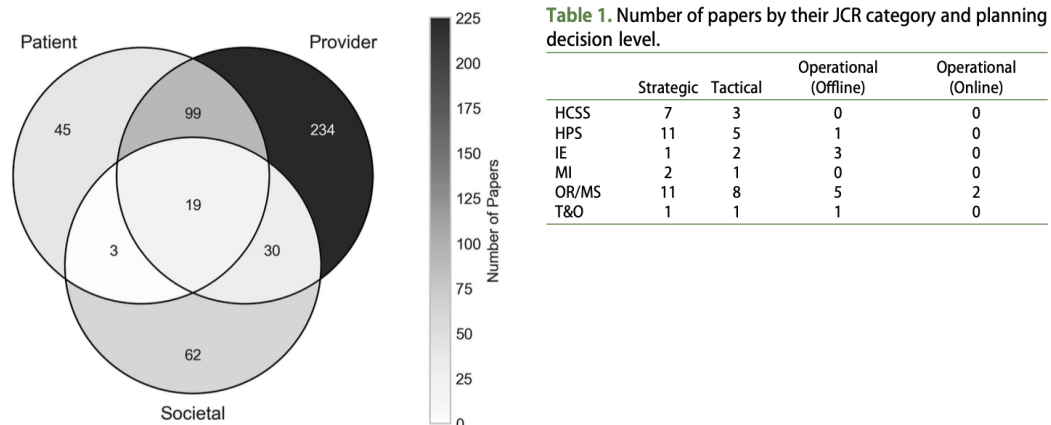 Patient
Provider
99
45
234
19
3
30
62
Societal
225
200
175
150
125
100
75
50
25
0
Number of Papers
Table 1. Number of papers by their JCR category and planning
decision level.
Strategic Tactical Operational (Offline) Operational (Online)
HCSS 7 3 0 0
HPS 11 5 1 0
IE 1 2 3 0
MI 2 1 0 0
OR/MS 11 8 5 2
T&O 1 1 1 0